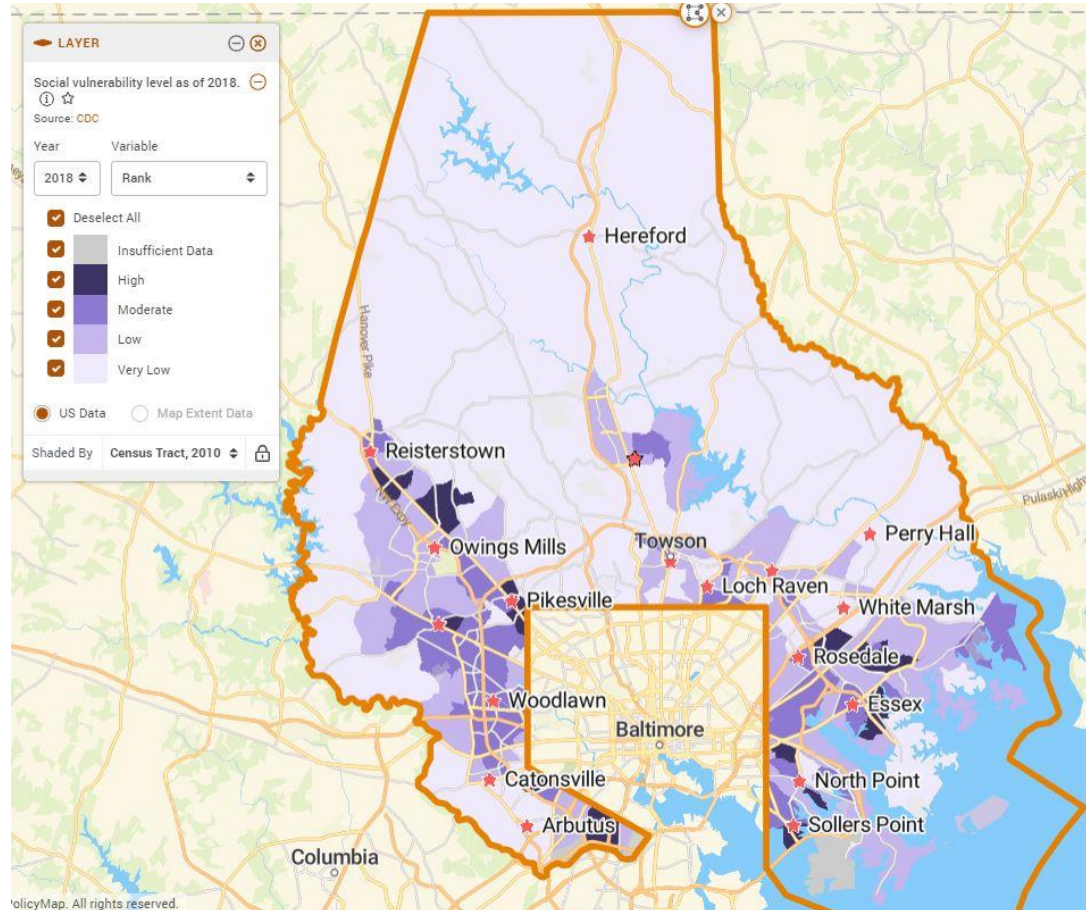 LAYER
Social vulnerability level as of 2018.
Source: CDC
Year Variable
2018 Rank
Deselect All
Insufficient Data
High
Moderate
Low
Very Low
US Data Map Extent Data
Shaded By Census Tract, 2010
Hereford
Hanover Pike
Reisterstown
Pulaski High
Perry Hall
Owings Mills
Towson
Loch Raven
Pikesville
White Marsh
Rosedale
Woodlawn
Essex
Baltimore
Catonsville
North Point
Arbutus
Sollers Point
Columbia
PolicyMap. All rights reserved.